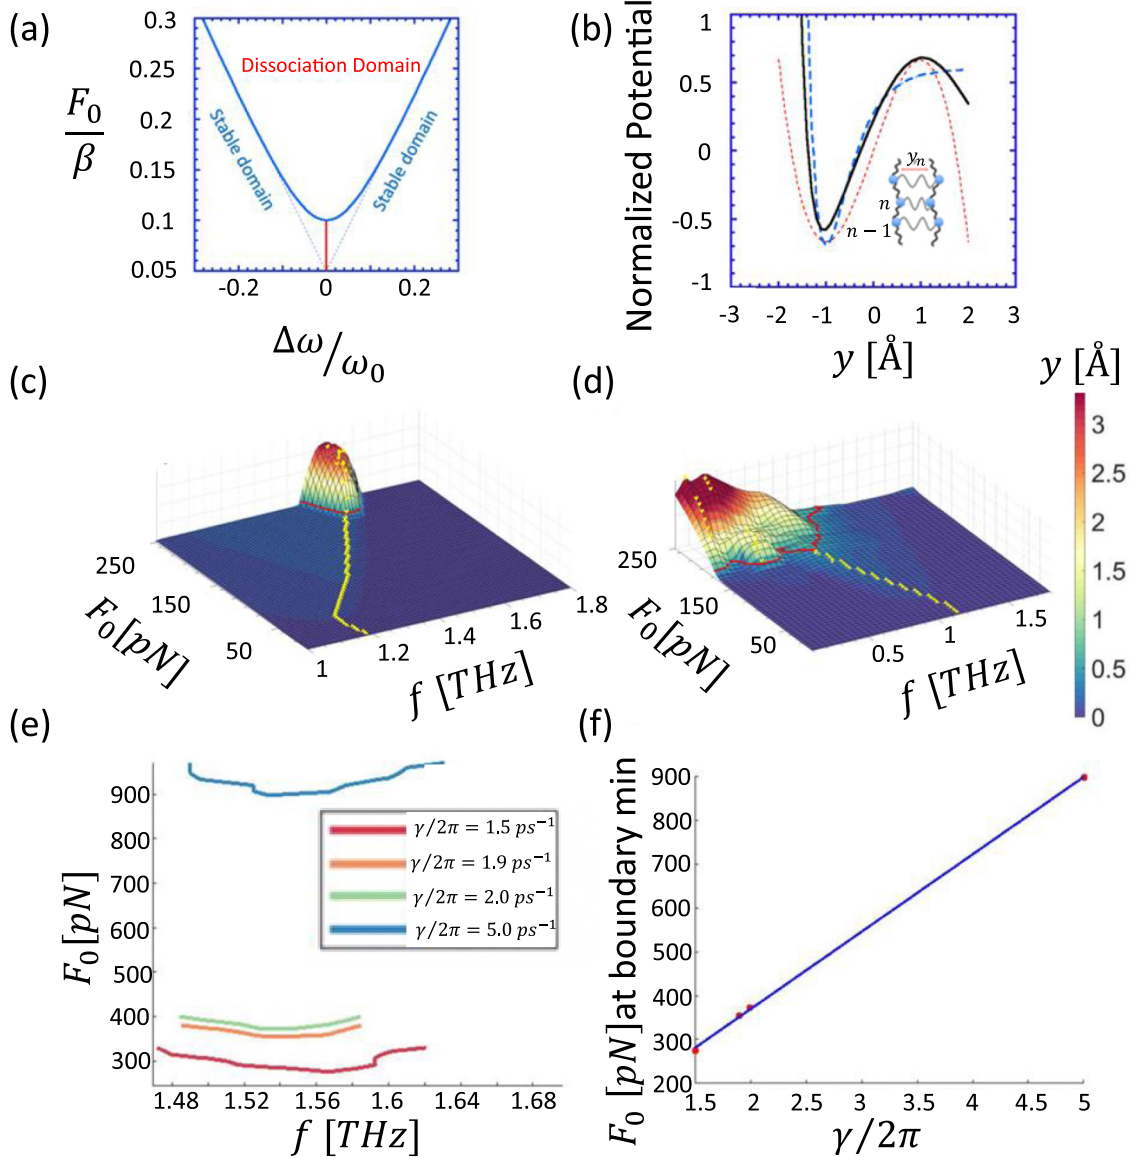 (a)
F₀/β
0.3
0.25
0.2
0.15
0.1
0.05
Dissociation Domain
Stable domain
Stable domain
-0.2
0
0.2
Δω/ω₀
(b)
Normalized Potential
1
0.5
0
-0.5
-1
yₙ
n
n − 1
-3
-2
-1
0
1
2
3
y [Å]
(c)
250
150
50
F₀[pN]
1
1.2
1.4
1.6
1.8
f [THz]
(d)
250
150
50
F₀[pN]
0.5
1
1.5
f [THz]
y [Å]
3
2.5
2
1.5
1
0.5
0
(e)
F₀[pN]
900
800
700
600
500
400
300
γ/2π = 1.5 ps⁻¹
γ/2π = 1.9 ps⁻¹
γ/2π = 2.0 ps⁻¹
γ/2π = 5.0 ps⁻¹
1.48
1.52
1.56
1.6
1.64
1.68
f [THz]
(f)
F₀ [pN]at boundary min
900
800
700
900
600
500
400
300
200
1.5
2
2.5
3
3.5
4
4.5
5
γ/2π